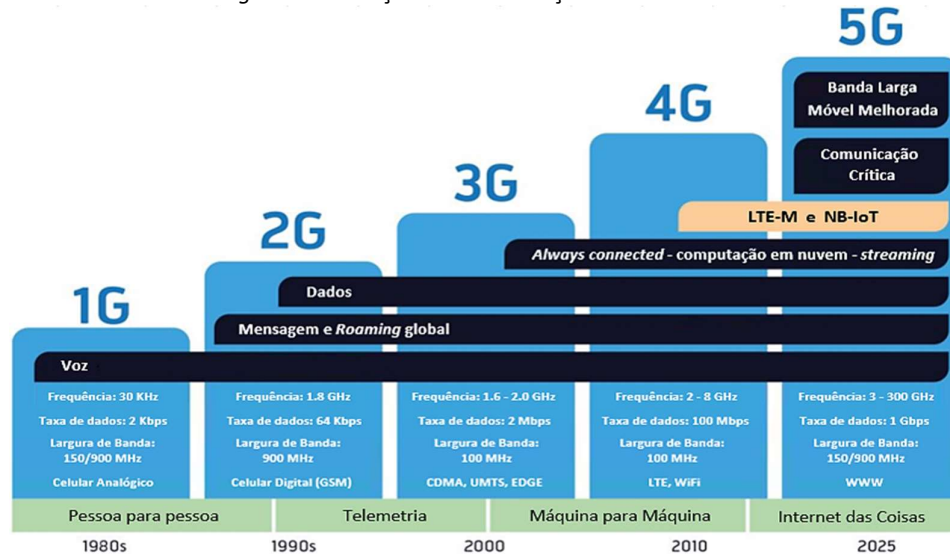 5G
Banda Larga
Móvel Melhorada
4G
Comunicação
Crítica
3G
LTE-M e NB-IoT
2G
Always connected - computação em nuvem - streaming
1G
Dados
Mensagem e Roaming global
Voz
Frequência: 30 KHz
Taxa de dados: 2 Kbps
Largura de Banda:
150/900 MHz
Celular Analógico
Frequência: 1.8 GHz
Taxa de dados: 64 Kbps
Largura de Banda:
900 MHz
Celular Digital (GSM)
Frequência: 1.6 - 2.0 GHz
Taxa de dados: 2 Mbps
Largura de Banda:
100 MHz
CDMA, UMTS, EDGE
Frequência: 2 - 8 GHz
Taxa de dados: 100 Mbps
Largura de Banda:
100 MHz
LTE, WiFi
Frequência: 3 - 300 GHz
Taxa de dados: 1 Gbps
Largura de Banda:
150/900 MHz
WWW
Pessoa para pessoa
Telemetria
Máquina para Máquina
Internet das Coisas
1980s
1990s
2000
2010
2025